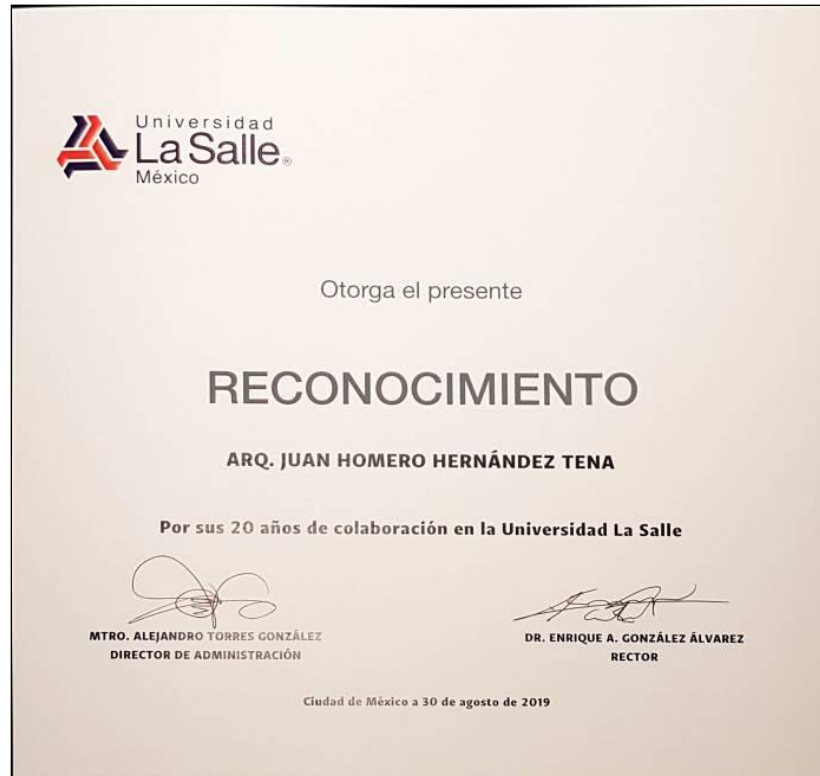 Universidad
La Salle®
México
Otorga el presente
RECONOCIMIENTO
ARQ. JUAN HOMERO HERNÁNDEZ TENA
Por sus 20 años de colaboración en la Universidad La Salle
MTRO. ALEJANDRO TORRES GONZÁLEZ
DIRECTOR DE ADMINISTRACIÓN
DR. ENRIQUE A. GONZÁLEZ ÁLVAREZ
RECTOR
Ciudad de México a 30 de agosto de 2019